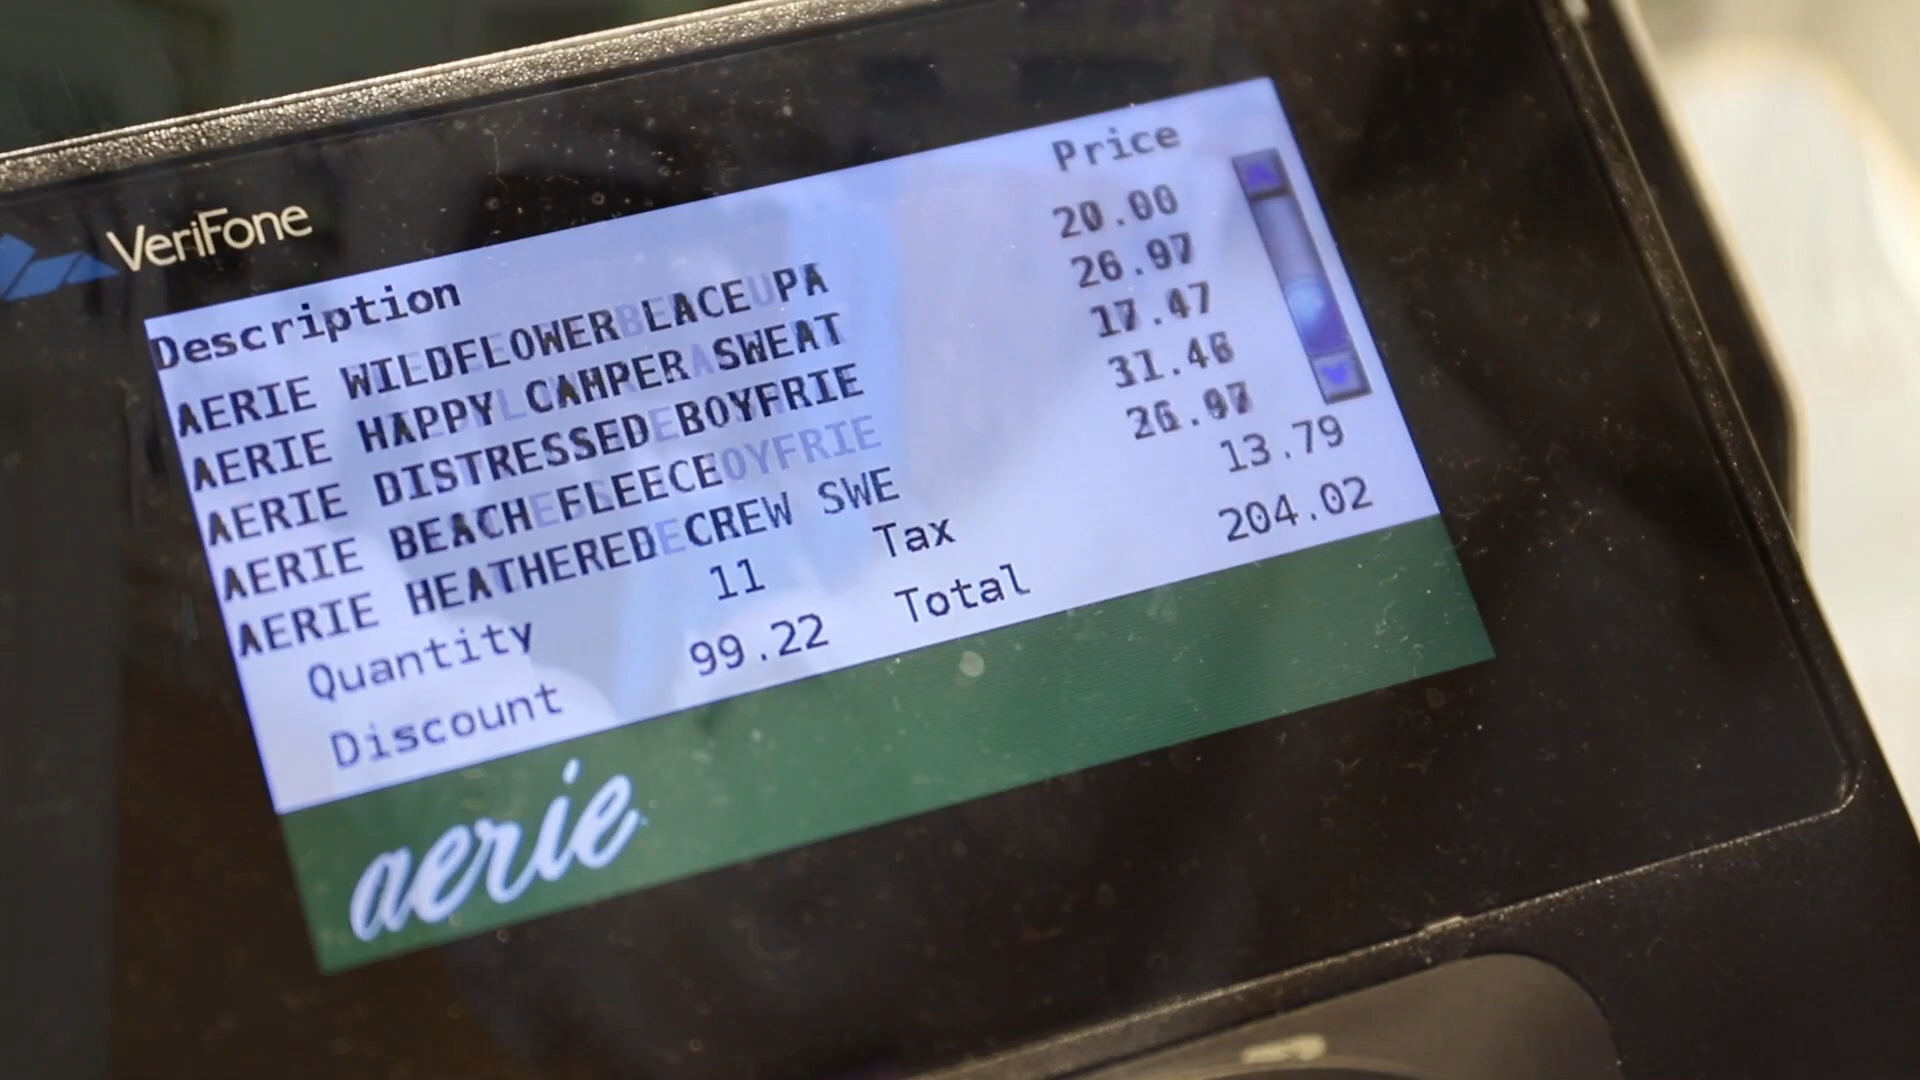 VeriFone
Description Price
AERIE WILDFLOWER LACE PA 20.00
AERIE HAPPY CAMPER SWEAT 26.97
AERIE DISTRESSED BOYFRIE 17.47
AERIE BEACH FLEECE 31.46
AERIE HEATHERED CREW SWE 26.97
Quantity 11 Tax 13.79
Discount 99.22 Total 204.02
aerie